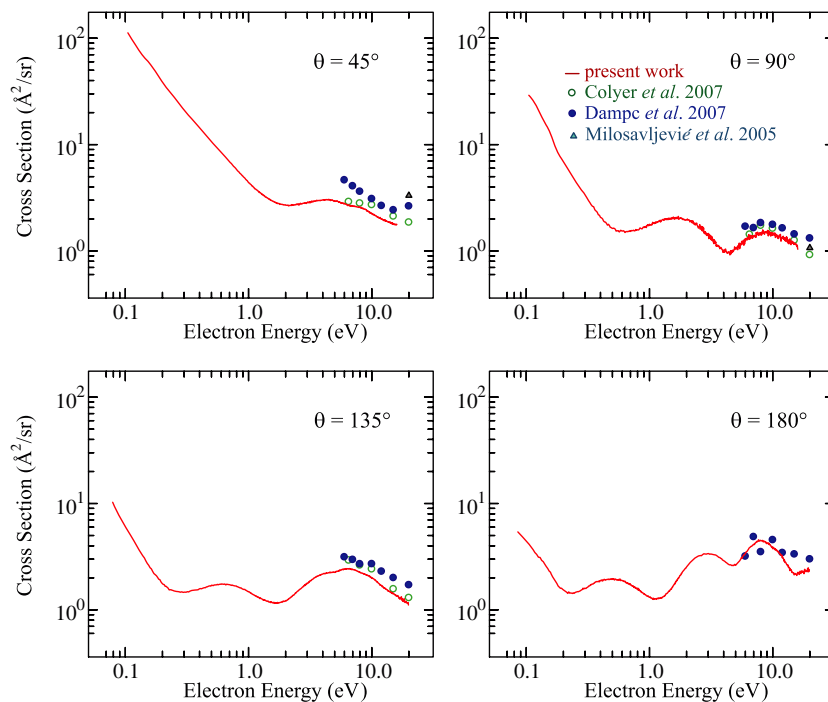 10²
10¹
10⁰
Cross Section (Å²/sr)
θ = 45°
0.1 1.0 10.0
Electron Energy (eV)
10²
10¹
10⁰
θ = 90°
present work
Colyer et al. 2007
Dampc et al. 2007
Milosavljevié et al. 2005
0.1 1.0 10.0
Electron Energy (eV)
10²
10¹
10⁰
Cross Section (Å²/sr)
θ = 135°
0.1 1.0 10.0
Electron Energy (eV)
10²
10¹
10⁰
θ = 180°
0.1 1.0 10.0
Electron Energy (eV)